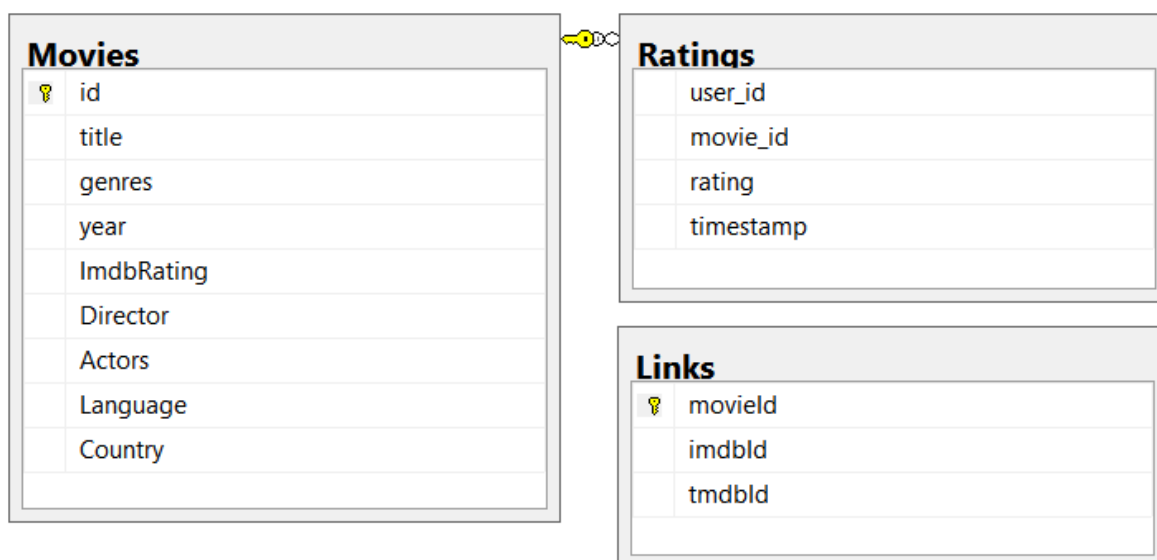 Movies
id
title
genres
year
ImdbRating
Director
Actors
Language
Country
Ratings
user_id
movie_id
rating
timestamp
Links
movieId
imdbId
tmdbId